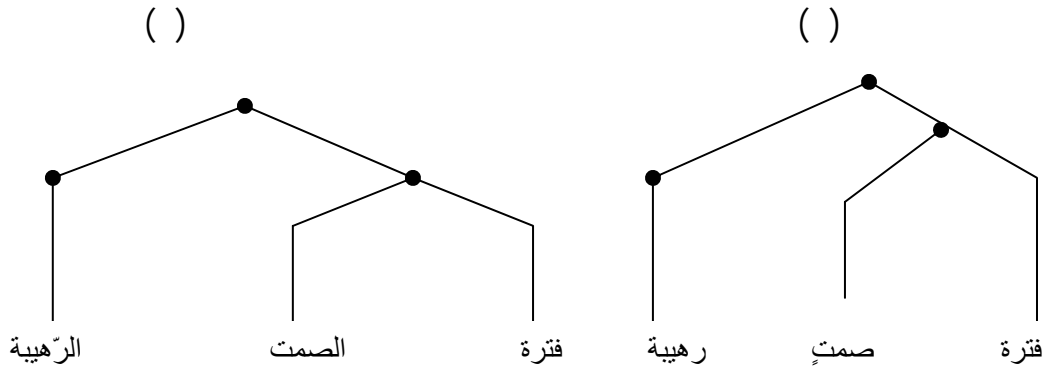 ( ) ( )
فترة صمتٍ رهيبة
فترة الصمت الرّهيبة